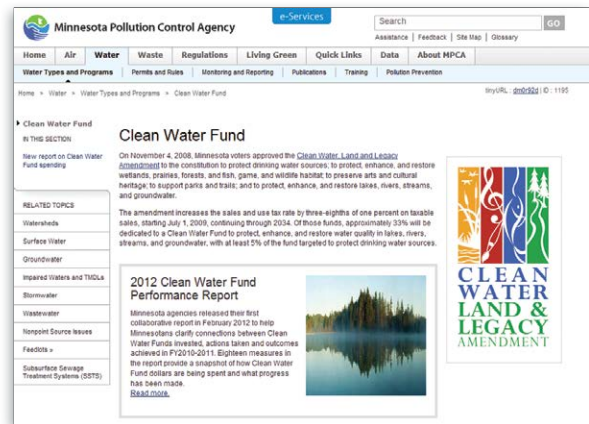 Minnesota Pollution Control Agency
e-Services
Search
GO
Assistance | Feedback | Site Map | Glossary
Home
Air
Water
Waste
Regulations
Living Green
Quick Links
Data
About MPCA
Water Types and Programs
Permits and Rules
Monitoring and Reporting
Publications
Training
Pollution Prevention
Home > Water > Water Types and Programs > Clean Water Fund
tinyURL : dm0r92d | ID : 1195
Clean Water Fund
IN THIS SECTION
New report on Clean Water
Fund spending
RELATED TOPICS
Watersheds
Surface Water
Groundwater
Impaired Waters and TMDLs
Stormwater
Wastewater
Nonpoint Source Issues
Feedlots »
Subsurface Sewage
Treatment Systems (SSTS)
Clean Water Fund
On November 4, 2008, Minnesota voters approved the Clean Water, Land and Legacy
Amendment to the constitution to protect drinking water sources; to protect, enhance, and restore
wetlands, prairies, forests, and fish, game, and wildlife habitat; to preserve arts and cultural
heritage; to support parks and trails; and to protect, enhance, and restore lakes, rivers, streams,
and groundwater.
The amendment increases the sales and use tax rate by three-eighths of one percent on taxable
sales, starting July 1, 2009, continuing through 2034. Of those funds, approximately 33% will be
dedicated to a Clean Water Fund to protect, enhance, and restore water quality in lakes, rivers,
streams, and groundwater, with at least 5% of the fund targeted to protect drinking water sources.
2012 Clean Water Fund
Performance Report
Minnesota agencies released their first
collaborative report in February 2012 to help
Minnesotans clarify connections between Clean
Water Funds invested, actions taken and outcomes
achieved in FY2010-2011. Eighteen measures in
the report provide a snapshot of how Clean Water
Fund dollars are being spent and what progress
has been made.
Read more.
CLEAN
WATER
LAND &
LEGACY
AMENDMENT